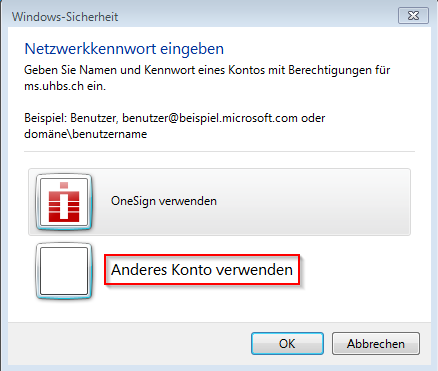 Windows-Sicherheit
Netzwerkkennwort eingeben
Geben Sie Namen und Kennwort eines Kontos mit Berechtigungen für
ms.uhbs.ch ein.
Beispiel: Benutzer, benutzer@beispiel.microsoft.com oder
domäne\benutzername
OneSign verwenden
Anderes Konto verwenden
OK
Abbrechen